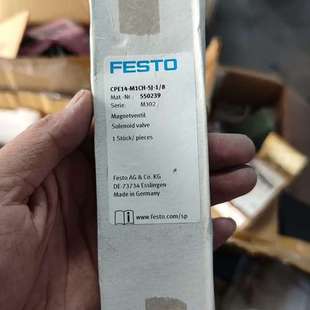 FESTO
CPE14-M1CH-5J-1/8
Mat.-Nr.: 550239
Serie: M302
Magnetventil
Solenoid valve
1 Stück/ pieces
Festo AG & Co. KG
DE-73734 Esslingen
Made in Germany
www.festo.com/sp